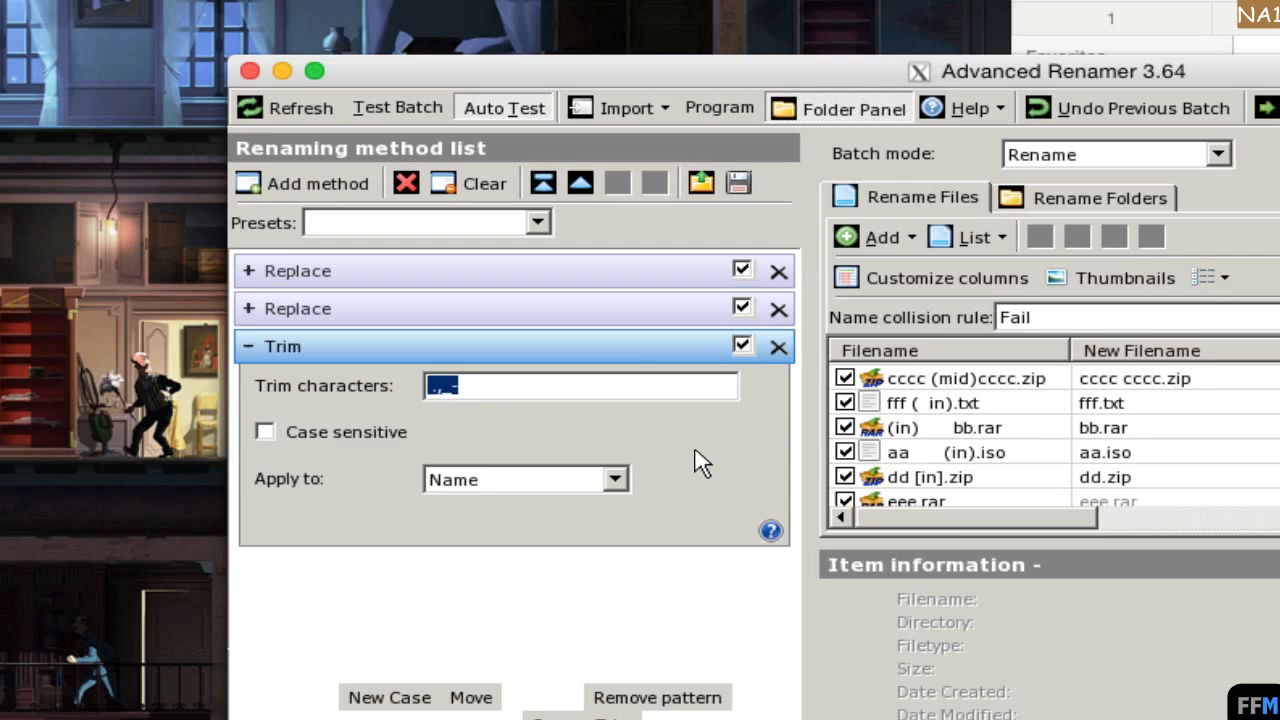 1
NA1
Favorites
Advanced Renamer 3.64
Refresh Test Batch Auto Test Import Program Folder Panel Help Undo Previous Batch
Renaming method list
Batch mode: Rename
Add method Clear
Rename Files Rename Folders
Presets:
Add List
Replace
Customize columns Thumbnails
Replace
Name collision rule: Fail
Trim
Filename New Filename
Trim characters: ., _-
cccc (mid)cccc.zip cccc cccc.zip
fff ( in).txt fff.txt
Case sensitive
(in) bb.rar bb.rar
aa (in).iso aa.iso
Apply to: Name
dd [in].zip dd.zip
eee.rar eee.rar
Item information -
Filename:
Directory:
Filetype:
Size:
Date Created:
Date Modified:
New Case Move Remove pattern
FFM